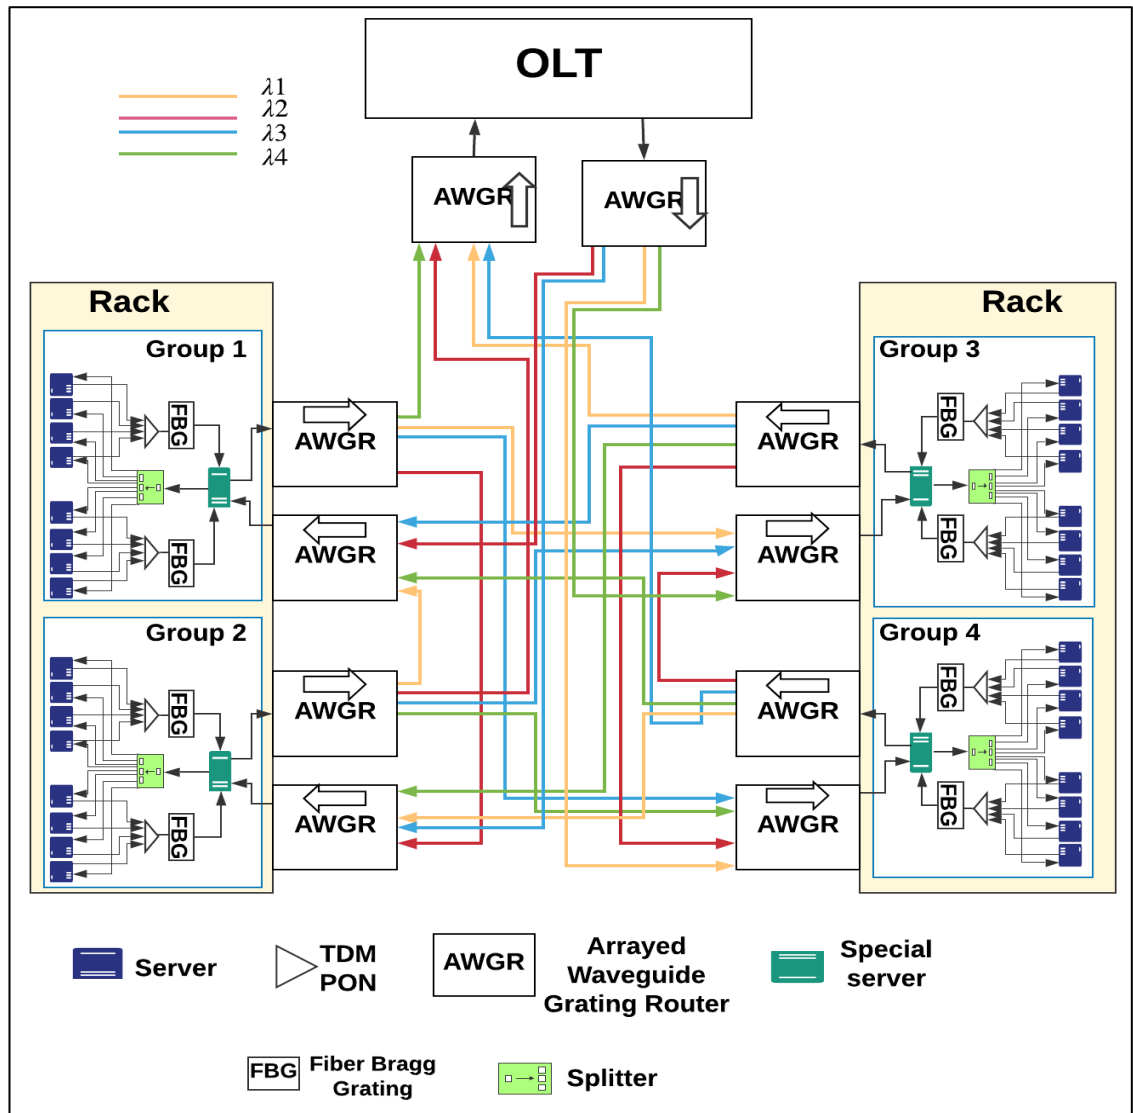 OLT
λ1
λ2
λ3
λ4
AWGR
AWGR
Rack
Group 1
FBG
FBG
AWGR
AWGR
Group 2
FBG
FBG
AWGR
AWGR
Rack
Group 3
FBG
FBG
AWGR
AWGR
Group 4
FBG
FBG
AWGR
AWGR
Server
TDM
PON
AWGR
Arrayed
Waveguide
Grating Router
Special
server
FBG
Fiber Bragg
Grating
Splitter